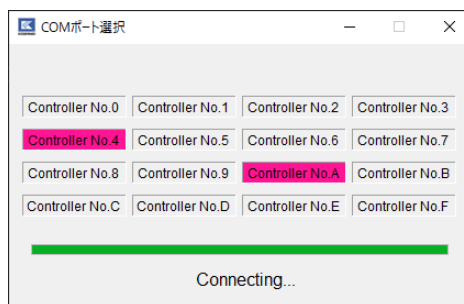 COMポート選択
Controller No.0 Controller No.1 Controller No.2 Controller No.3
Controller No.4 Controller No.5 Controller No.6 Controller No.7
Controller No.8 Controller No.9 Controller No.A Controller No.B
Controller No.C Controller No.D Controller No.E Controller No.F
Connecting...